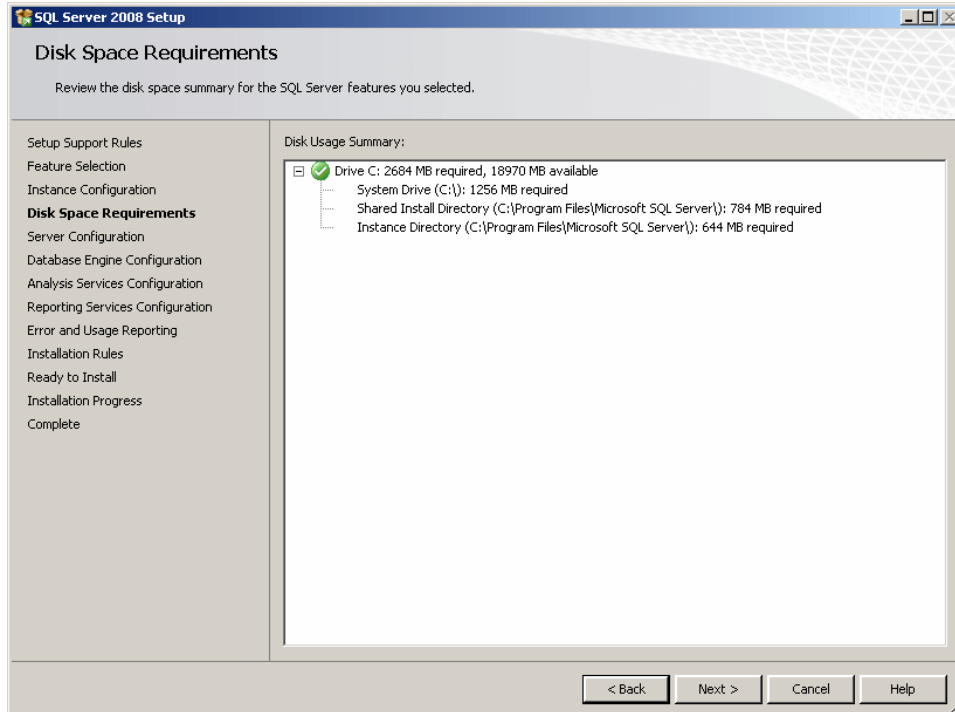 SQL Server 2008 Setup
Disk Space Requirements
Review the disk space summary for the SQL Server features you selected.
Setup Support Rules
Feature Selection
Instance Configuration
Disk Space Requirements
Server Configuration
Database Engine Configuration
Analysis Services Configuration
Reporting Services Configuration
Error and Usage Reporting
Installation Rules
Ready to Install
Installation Progress
Complete
Disk Usage Summary:
Drive C: 2684 MB required, 18970 MB available
System Drive (C:\): 1256 MB required
Shared Install Directory (C:\Program Files\Microsoft SQL Server\): 784 MB required
Instance Directory (C:\Program Files\Microsoft SQL Server\): 644 MB required
< Back
Next >
Cancel
Help